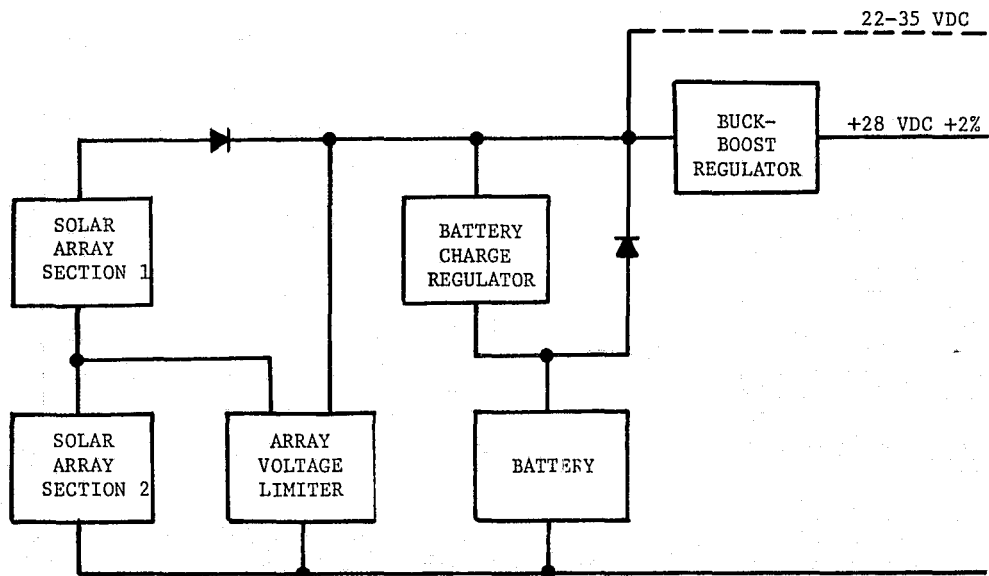 22-35 VDC
BUCK-
BOOST
REGULATOR
+28 VDC +2%
SOLAR
ARRAY
SECTION 1
BATTERY
CHARGE
REGULATOR
SOLAR
ARRAY
SECTION 2
ARRAY
VOLTAGE
LIMITER
BATTERY